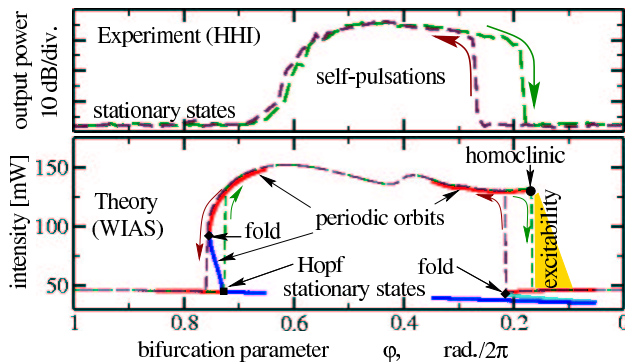 Experiment (HHI)
self-pulsations
stationary states
output power
10 dB/div.
homoclinic
150
Theory
(WIAS)
periodic orbits
excitability
100
fold
fold
Hopf
stationary states
50
intensity [mW]
1 0.8 0.6 0.4 0.2 0
bifurcation parameter φ, rad./2π